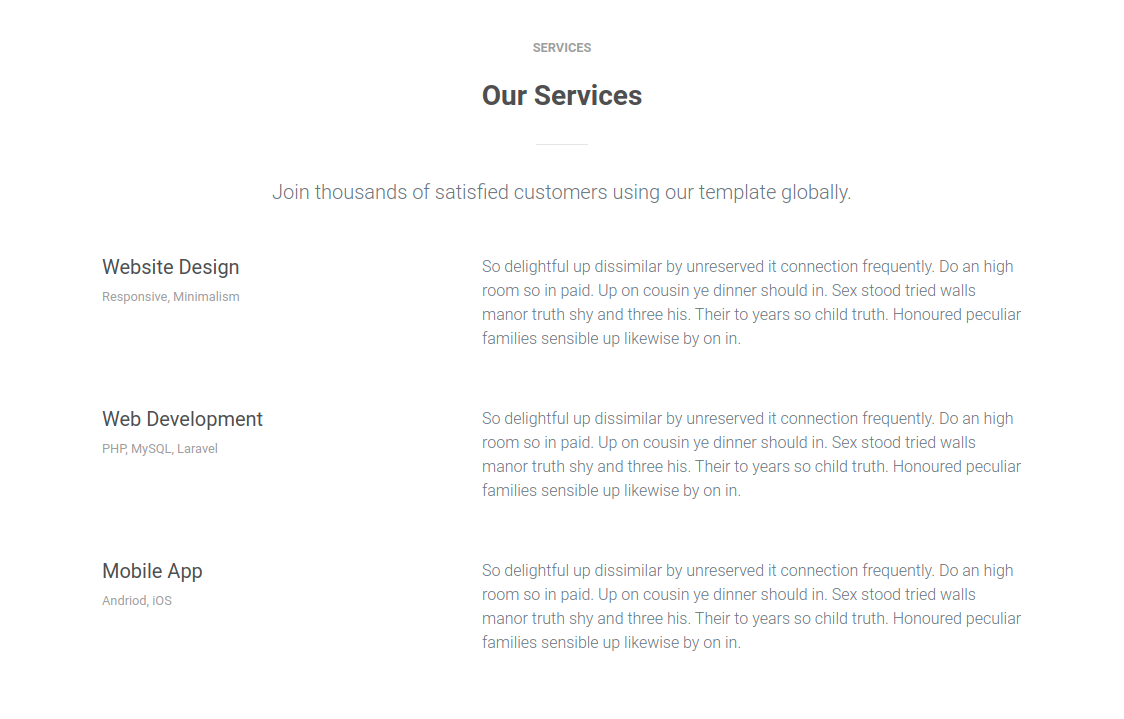 SERVICES
Our Services
Join thousands of satisfied customers using our template globally.
Website Design
Responsive, Minimalism
So delightful up dissimilar by unreserved it connection frequently. Do an high
room so in paid. Up on cousin ye dinner should in. Sex stood tried walls
manor truth shy and three his. Their to years so child truth. Honoured peculiar
families sensible up likewise by on in.
Web Development
PHP, MySQL, Laravel
So delightful up dissimilar by unreserved it connection frequently. Do an high
room so in paid. Up on cousin ye dinner should in. Sex stood tried walls
manor truth shy and three his. Their to years so child truth. Honoured peculiar
families sensible up likewise by on in.
Mobile App
Andriod, iOS
So delightful up dissimilar by unreserved it connection frequently. Do an high
room so in paid. Up on cousin ye dinner should in. Sex stood tried walls
manor truth shy and three his. Their to years so child truth. Honoured peculiar
families sensible up likewise by on in.